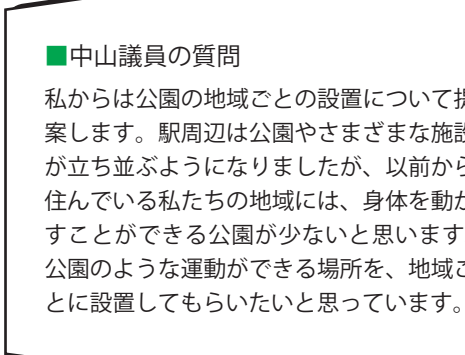 ■中山議員の質問
私からは公園の地域ごとの設置について提
案します。駅周辺は公園やさまざまな施設
が立ち並ぶようになりましたが、以前から
住んでいる私たちの地域には、身体を動か
すことができる公園が少ないと思います
公園のような運動ができる場所を、地域ご
とに設置してもらいたいと思っています。